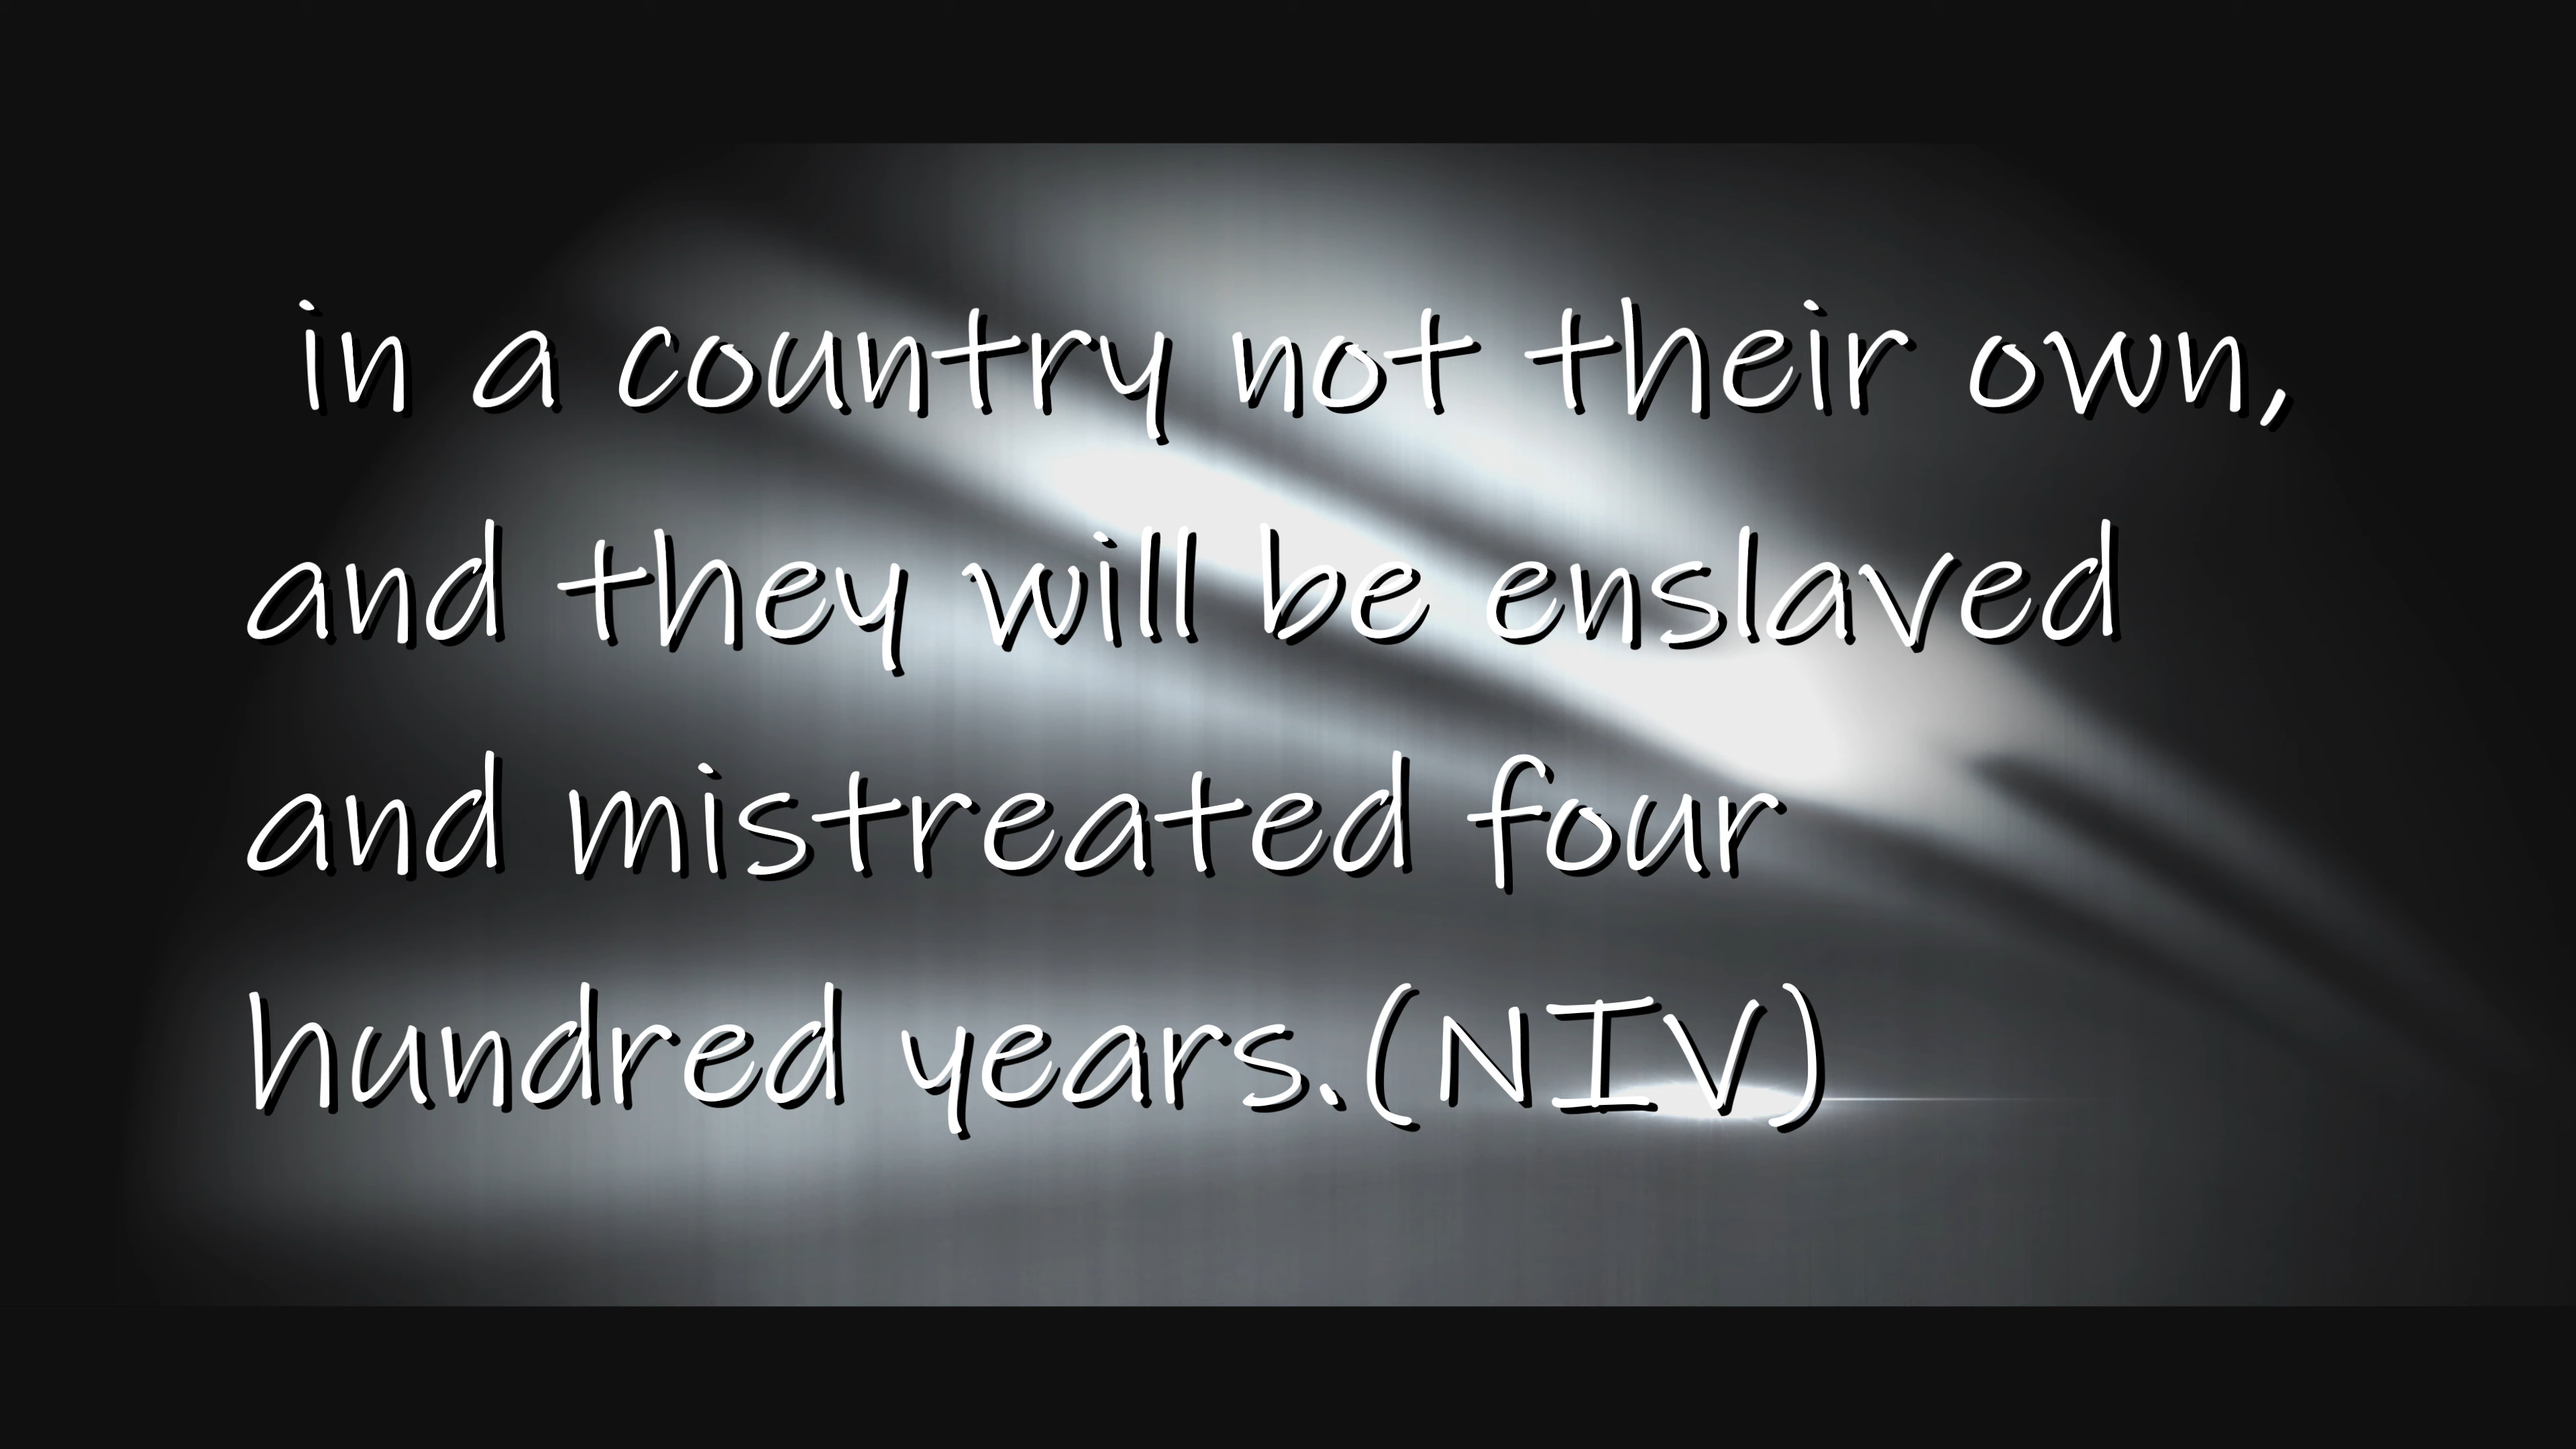 in a country not their own,
and they will be enslaved
and mistreated four
hundred years.(NIV)